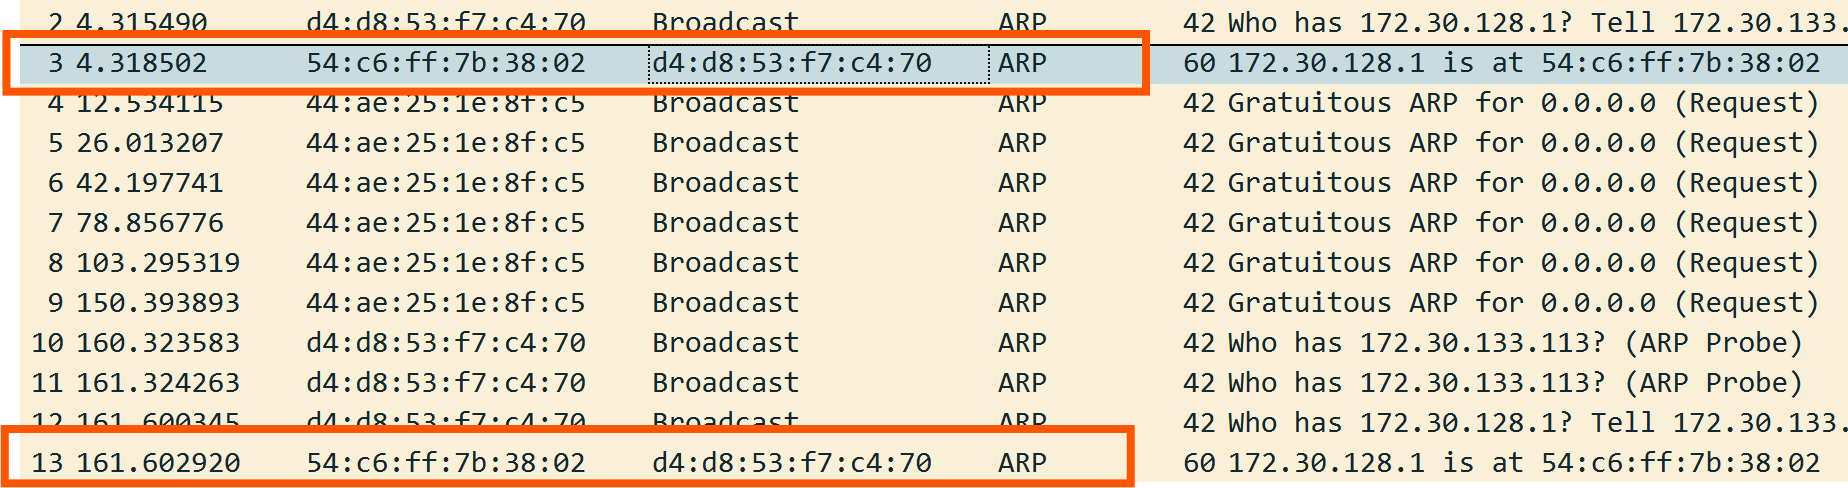 2 4.315490 d4:d8:53:f7:c4:70 Broadcast ARP 42 Who has 172.30.128.1? Tell 172.30.133.
3 4.318502 54:c6:ff:7b:38:02 d4:d8:53:f7:c4:70 ARP 60 172.30.128.1 is at 54:c6:ff:7b:38:02
4 12.534115 44:ae:25:1e:8f:c5 Broadcast ARP 42 Gratuitous ARP for 0.0.0.0 (Request)
5 26.013207 44:ae:25:1e:8f:c5 Broadcast ARP 42 Gratuitous ARP for 0.0.0.0 (Request)
6 42.197741 44:ae:25:1e:8f:c5 Broadcast ARP 42 Gratuitous ARP for 0.0.0.0 (Request)
7 78.856776 44:ae:25:1e:8f:c5 Broadcast ARP 42 Gratuitous ARP for 0.0.0.0 (Request)
8 103.295319 44:ae:25:1e:8f:c5 Broadcast ARP 42 Gratuitous ARP for 0.0.0.0 (Request)
9 150.393893 44:ae:25:1e:8f:c5 Broadcast ARP 42 Gratuitous ARP for 0.0.0.0 (Request)
10 160.323583 d4:d8:53:f7:c4:70 Broadcast ARP 42 Who has 172.30.133.113? (ARP Probe)
11 161.324263 d4:d8:53:f7:c4:70 Broadcast ARP 42 Who has 172.30.133.113? (ARP Probe)
12 161.600345 d4:d8:53:f7:c4:70 Broadcast ARP 42 Who has 172.30.128.1? Tell 172.30.133.
13 161.602920 54:c6:ff:7b:38:02 d4:d8:53:f7:c4:70 ARP 60 172.30.128.1 is at 54:c6:ff:7b:38:02